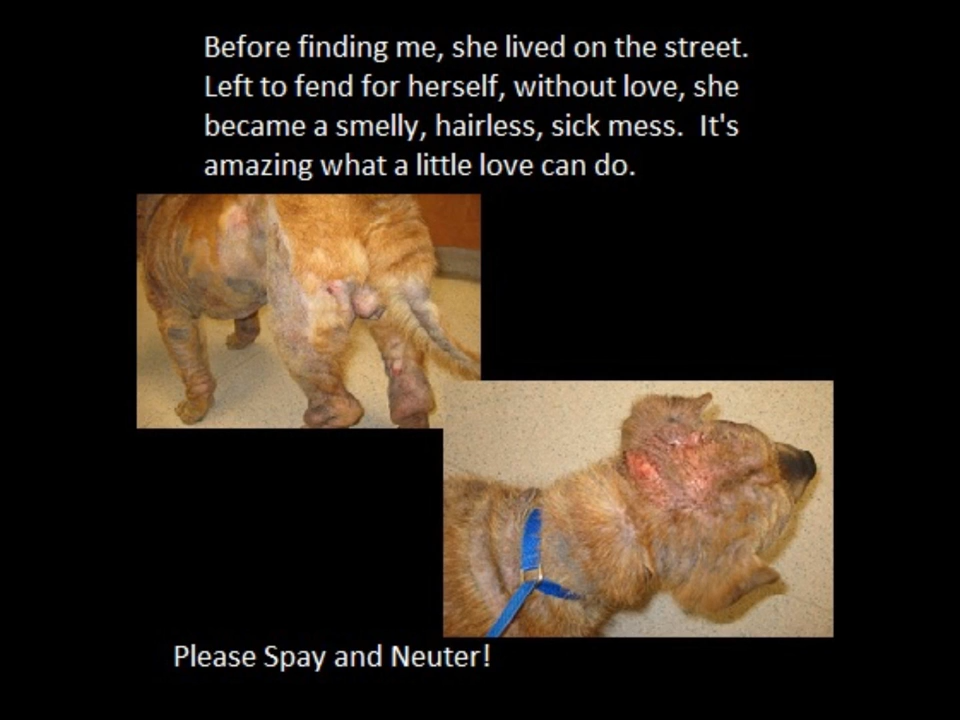 Before finding me, she lived on the street.
Left to fend for herself, without love, she
became a smelly, hairless, sick mess.  It's
amazing what a little love can do.
Please Spay and Neuter!